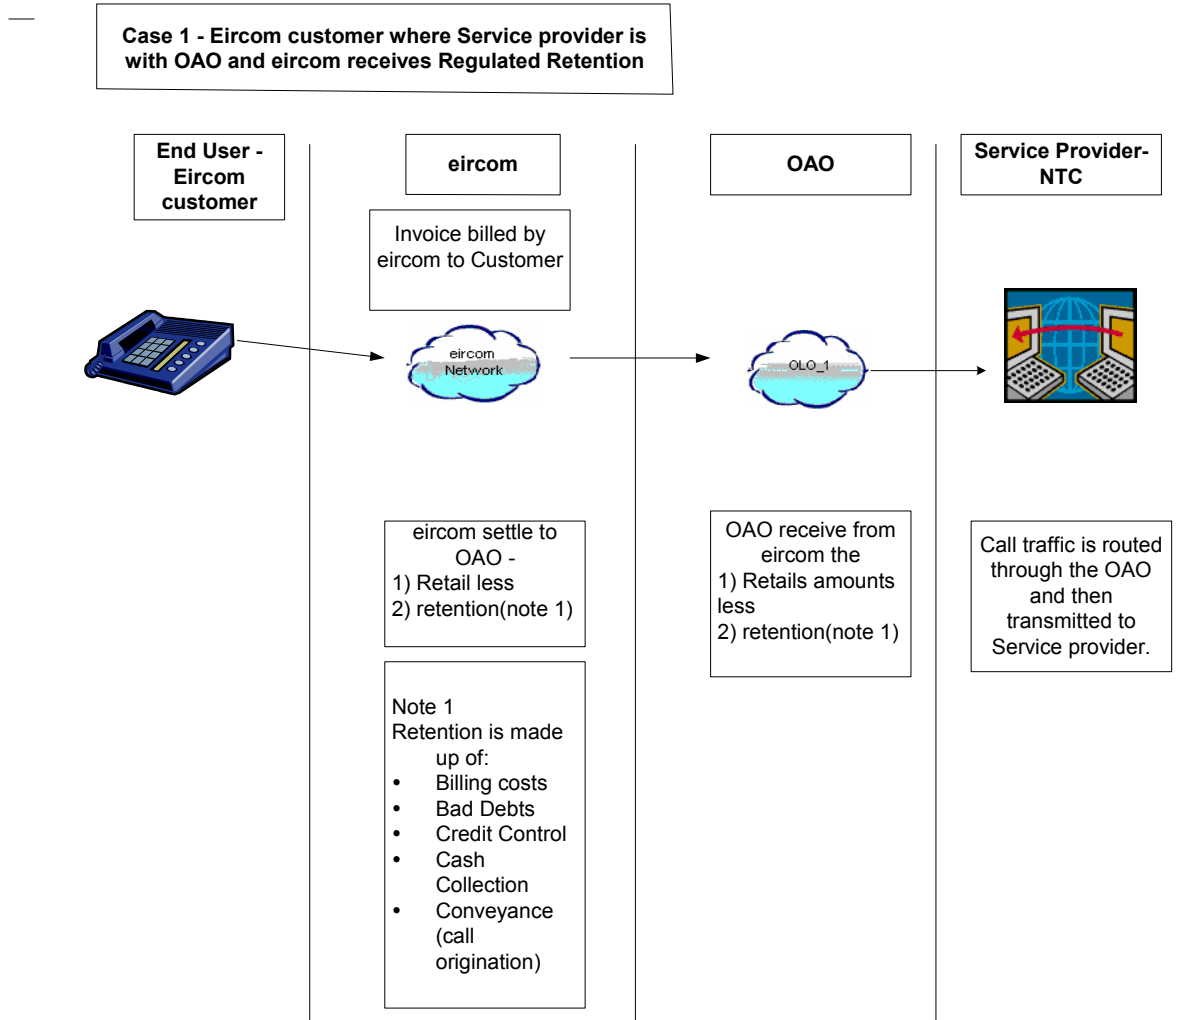 Case 1 - Eircom customer where Service provider is
with OAO and eircom receives Regulated Retention
End User -
Eircom
customer
eircom
OAO
Service Provider-
NTC
Invoice billed by
eircom to Customer
eircom
Network
OLO_1
eircom settle to
OAO -
1) Retail less
2) retention(note 1)
OAO receive from
eircom the
1) Retails amounts
less
2) retention(note 1)
Call traffic is routed
through the OAO
and then
transmitted to
Service provider.
Note 1
Retention is made
up of:
• Billing costs
• Bad Debts
• Credit Control
• Cash
Collection
• Conveyance
(call
origination)